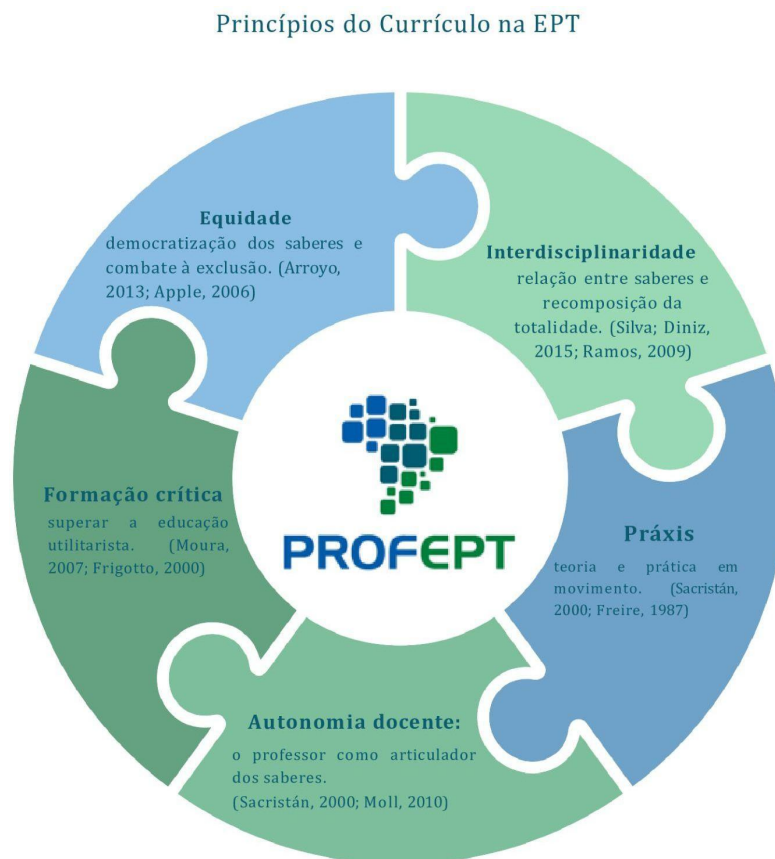 Princípios do Currículo na EPT
Equidade
democratização dos saberes e
combate à exclusão. (Arroyo,
2013; Apple, 2006)
Interdisciplinaridade
relação entre saberes e
recomposição da
totalidade. (Silva; Diniz,
2015; Ramos, 2009)
Formação crítica
superar a educação
utilitarista. (Moura,
2007; Frigotto, 2000)
PROFEPT
Práxis
teoria e prática em
movimento. (Sacristán,
2000; Freire, 1987)
Autonomia docente:
o professor como articulador
dos saberes.
(Sacristán, 2000; Moll, 2010)